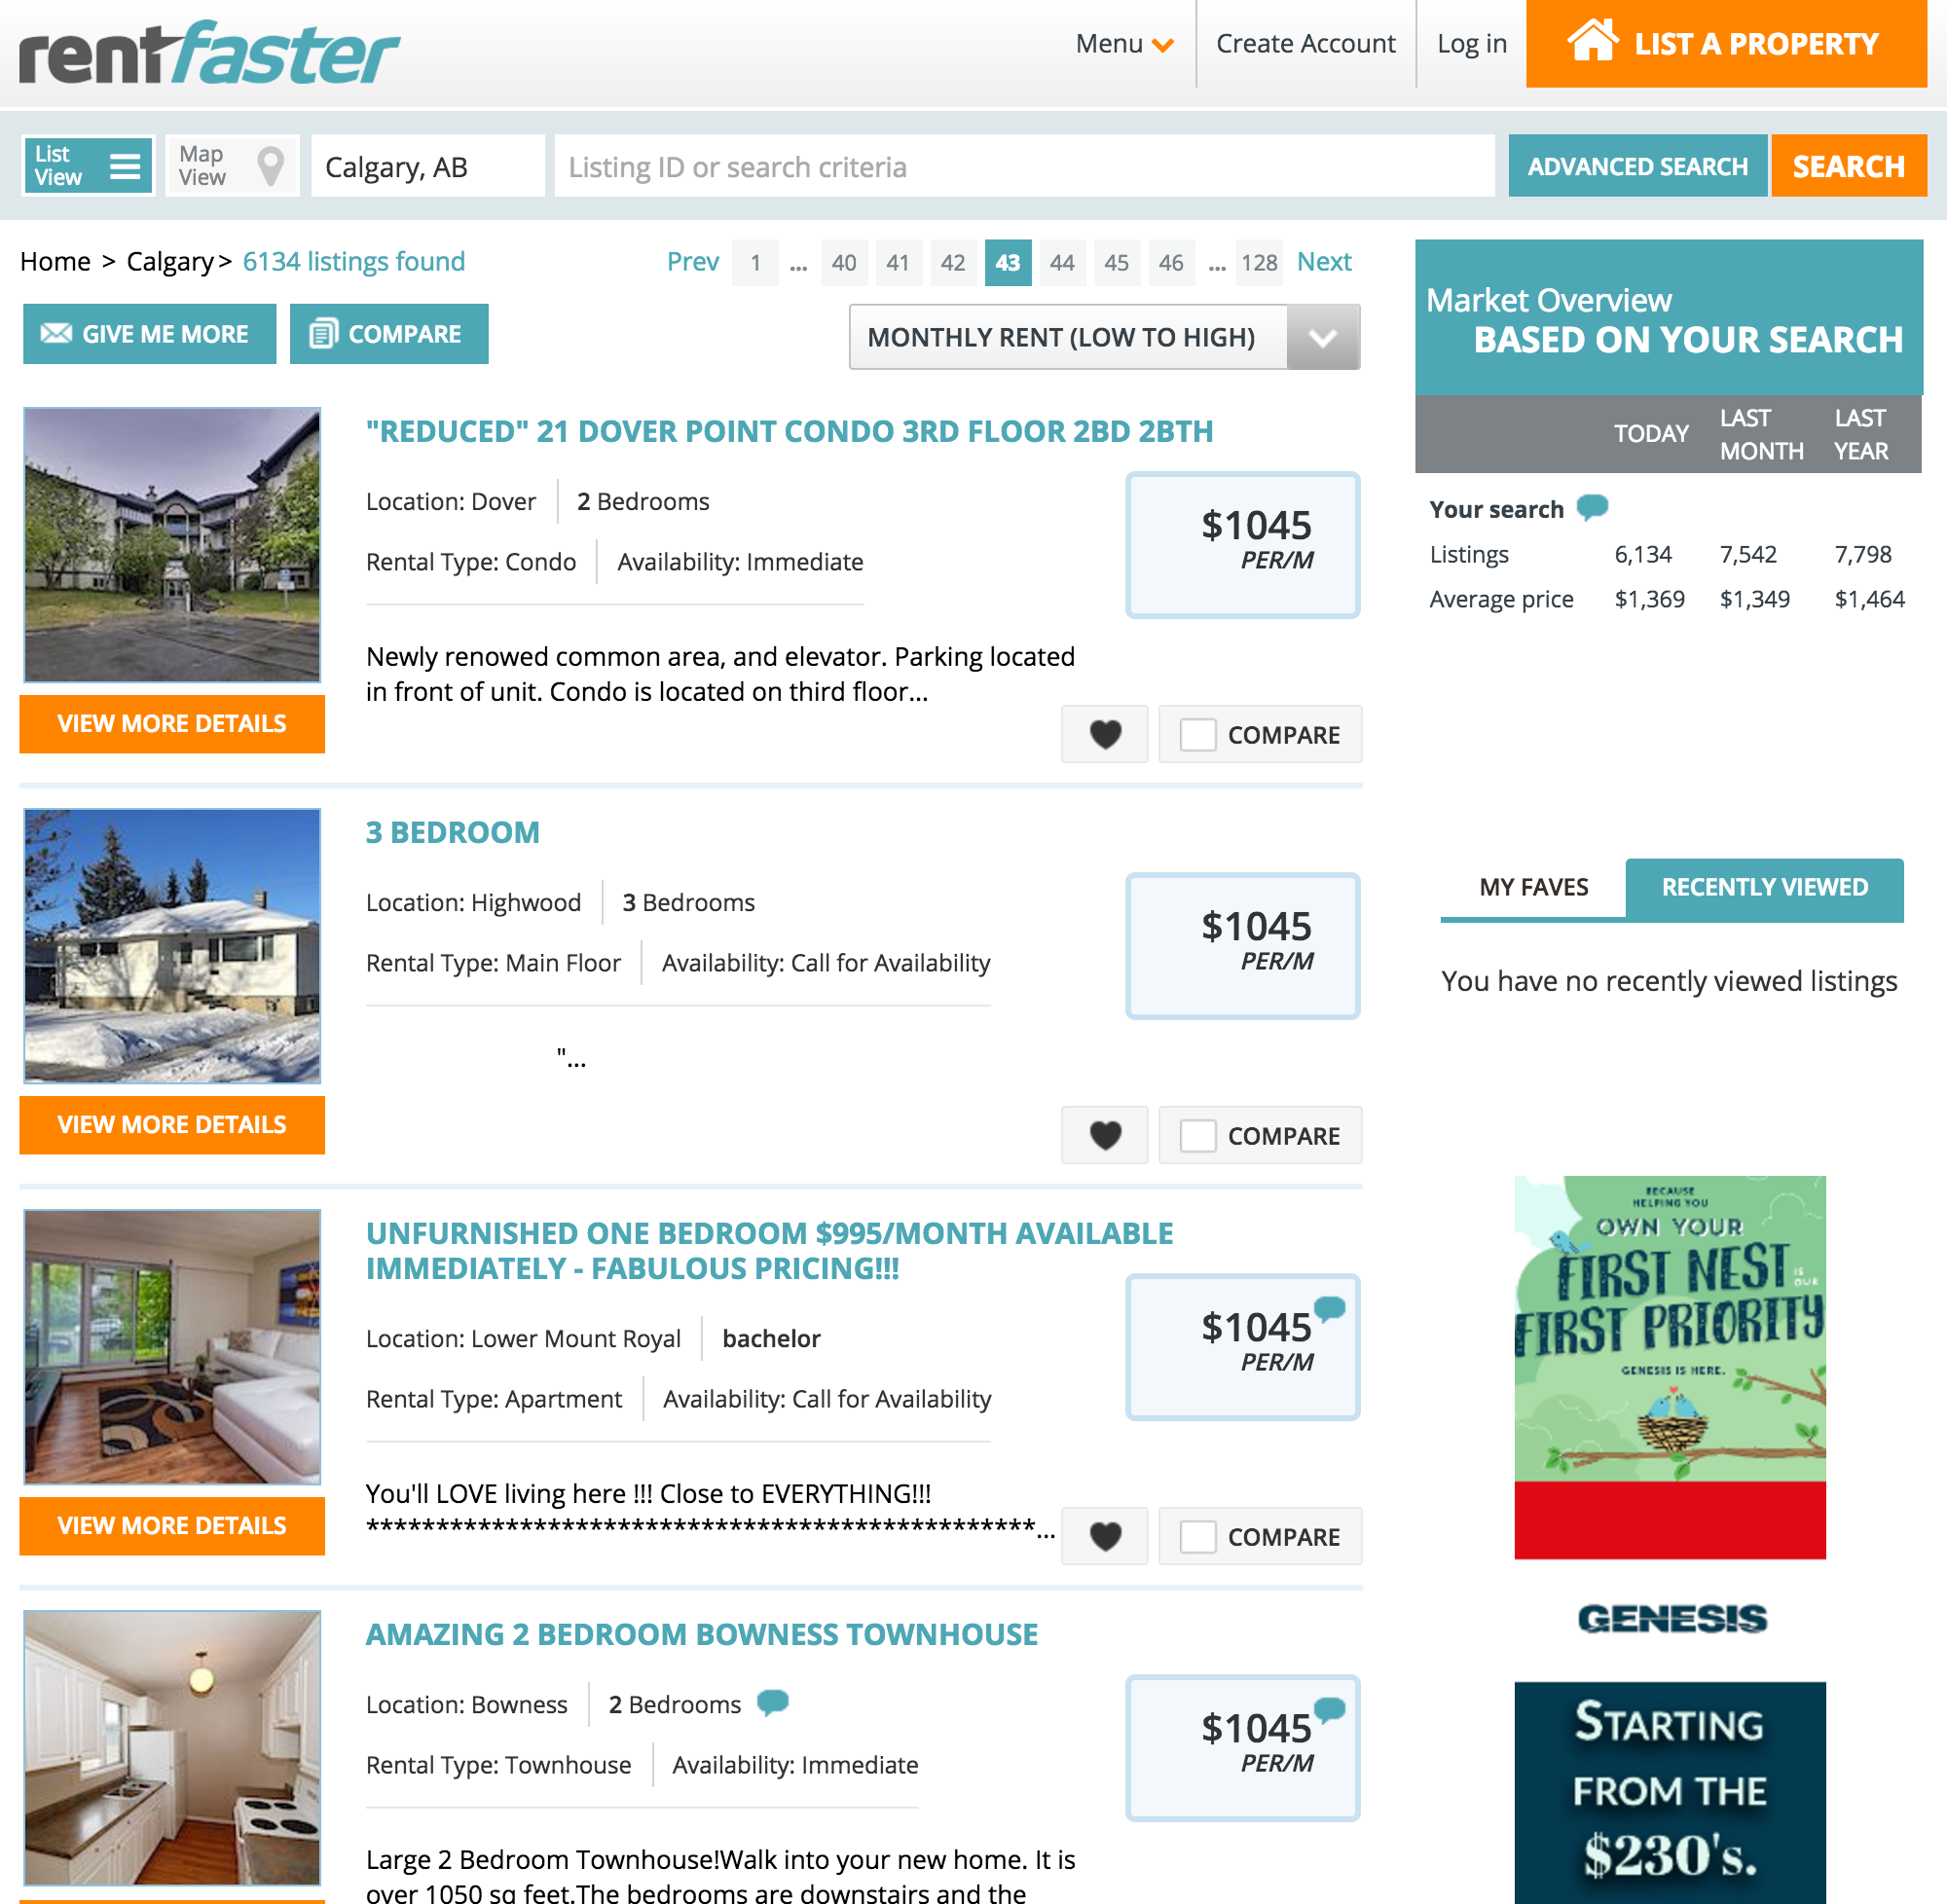 rentfaster
Menu
Create Account
Log in
LIST A PROPERTY
List View
Map View
Calgary, AB
Listing ID or search criteria
ADVANCED SEARCH
SEARCH
Home > Calgary > 6134 listings found
Prev 1 ... 40 41 42 43 44 45 46 ... 128 Next
GIVE ME MORE
COMPARE
MONTHLY RENT (LOW TO HIGH)
"REDUCED" 21 DOVER POINT CONDO 3RD FLOOR 2BD 2BTH
Location: Dover 2 Bedrooms
Rental Type: Condo Availability: Immediate
$1045
PER/M
Newly renowed common area, and elevator. Parking located
in front of unit. Condo is located on third floor...
VIEW MORE DETAILS
COMPARE
3 BEDROOM
Location: Highwood 3 Bedrooms
Rental Type: Main Floor Availability: Call for Availability
$1045
PER/M
"...
VIEW MORE DETAILS
COMPARE
UNFURNISHED ONE BEDROOM $995/MONTH AVAILABLE
IMMEDIATELY - FABULOUS PRICING!!!
Location: Lower Mount Royal bachelor
Rental Type: Apartment Availability: Call for Availability
$1045
PER/M
You'll LOVE living here !!! Close to EVERYTHING!!!
************************************************...
VIEW MORE DETAILS
COMPARE
AMAZING 2 BEDROOM BOWNESS TOWNHOUSE
Location: Bowness 2 Bedrooms
Rental Type: Townhouse Availability: Immediate
$1045
PER/M
Large 2 Bedroom Townhouse!Walk into your new home. It is
over 1050 sq feet.The bedrooms are downstairs and the
Market Overview
BASED ON YOUR SEARCH
TODAY LAST MONTH LAST YEAR
Your search
Listings 6,134 7,542 7,798
Average price $1,369 $1,349 $1,464
MY FAVES
RECENTLY VIEWED
You have no recently viewed listings
BECAUSE
HELPING YOU
OWN YOUR
FIRST NEST
IS OUR
FIRST PRIORITY
GENESIS IS HERE.
GENESIS
STARTING
FROM THE
$230's.